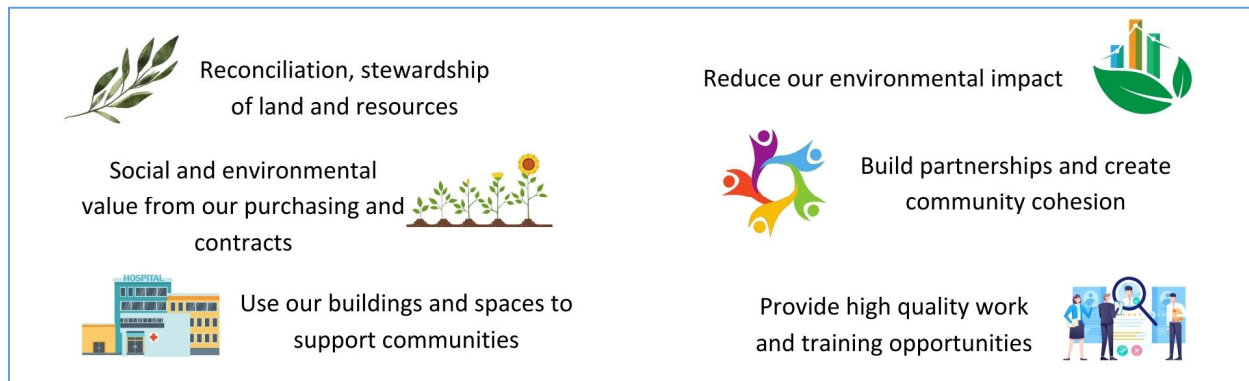 Reconciliation, stewardship
of land and resources
Reduce our environmental impact
Social and environmental
value from our purchasing and
contracts
Build partnerships and create
community cohesion
HOSPITAL
Use our buildings and spaces to
support communities
Provide high quality work
and training opportunities